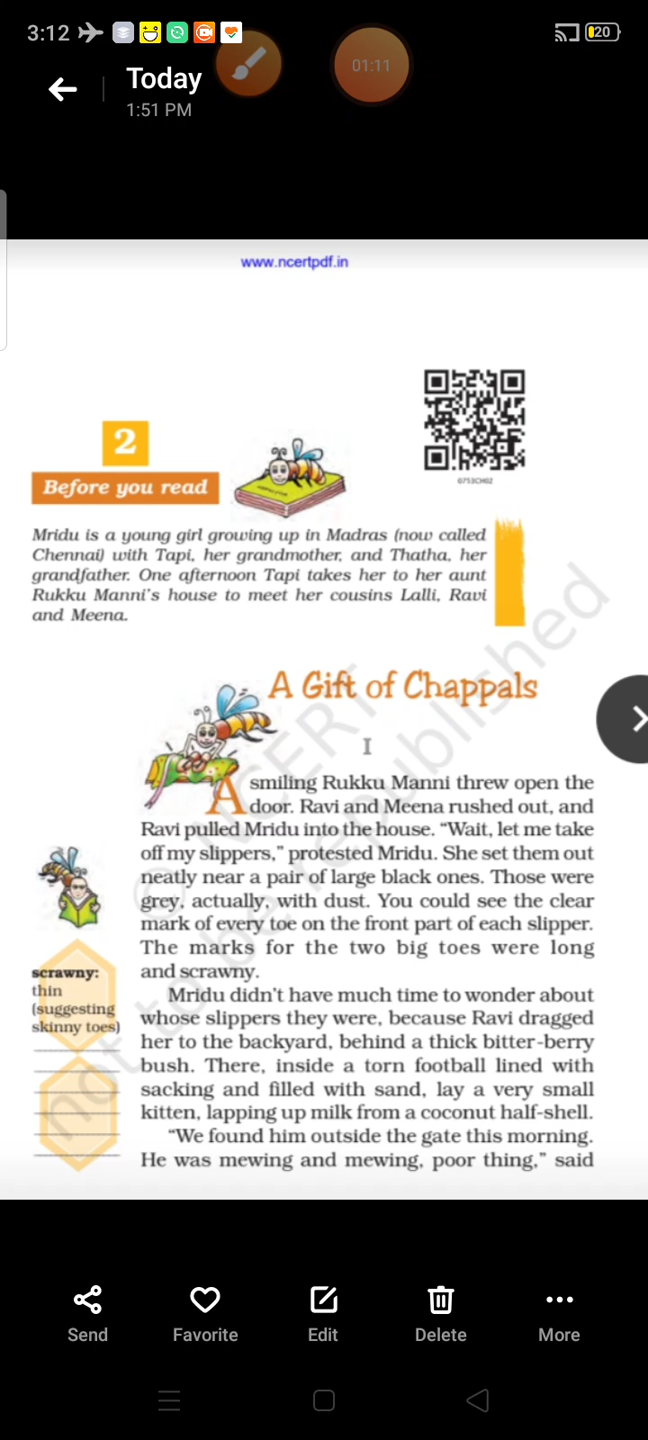 3:12
20
01:11
Today
1:51 PM
www.ncertpdf.in
0753CH02
2
Before you read
Mridu is a young girl growing up in Madras (now called
Chennai) with Tapi, her grandmother, and Thatha, her
grandfather. One afternoon Tapi takes her to her aunt
Rukku Manni's house to meet her cousins Lalli, Ravi
and Meena.
A Gift of Chappals
I
A smiling Rukku Manni threw open the
door. Ravi and Meena rushed out, and
Ravi pulled Mridu into the house. “Wait, let me take
off my slippers,” protested Mridu. She set them out
neatly near a pair of large black ones. Those were
grey, actually, with dust. You could see the clear
mark of every toe on the front part of each slipper.
The marks for the two big toes were long
and scrawny.
scrawny:
thin
(suggesting
skinny toes)
Mridu didn't have much time to wonder about
whose slippers they were, because Ravi dragged
her to the backyard, behind a thick bitter-berry
bush. There, inside a torn football lined with
sacking and filled with sand, lay a very small
kitten, lapping up milk from a coconut half-shell.
“We found him outside the gate this morning.
He was mewing and mewing, poor thing,” said
© NCERT
not to be republished
Send
Favorite
Edit
Delete
More